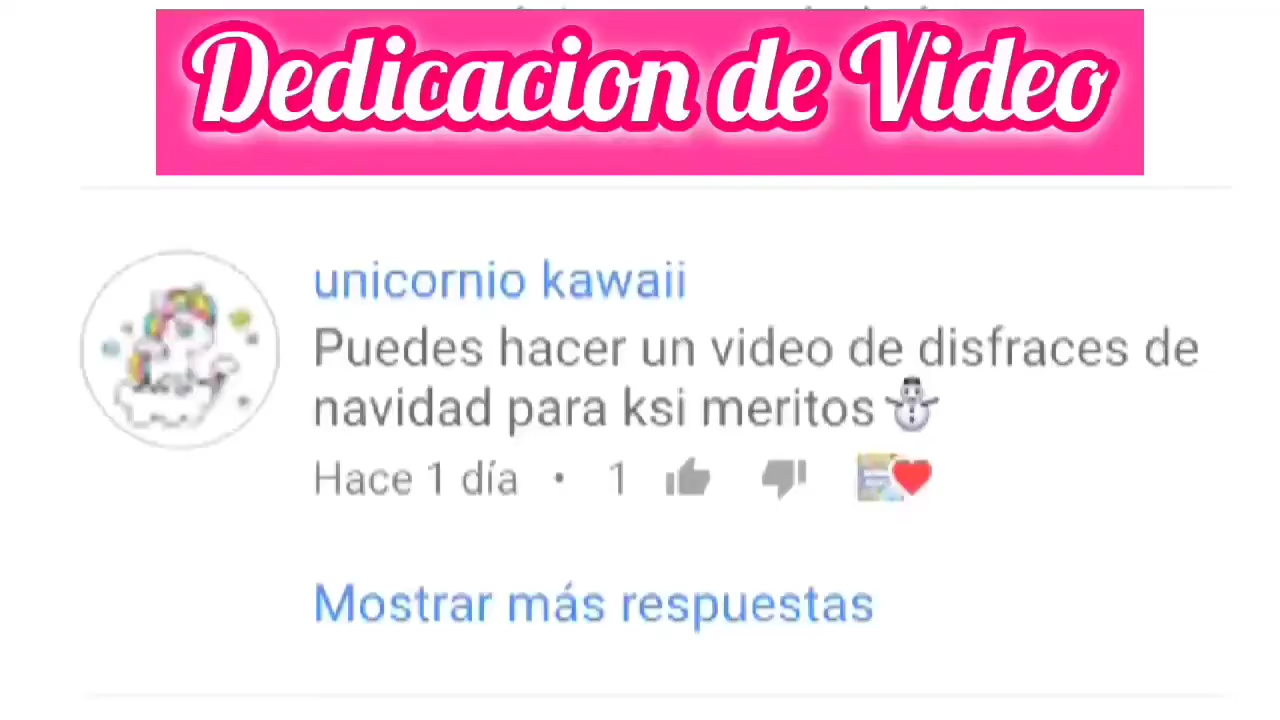 Dedicacion de Video
unicornio kawaii
Puedes hacer un video de disfraces de
navidad para ksi meritos⛄
Hace 1 día • 1
Mostrar más respuestas